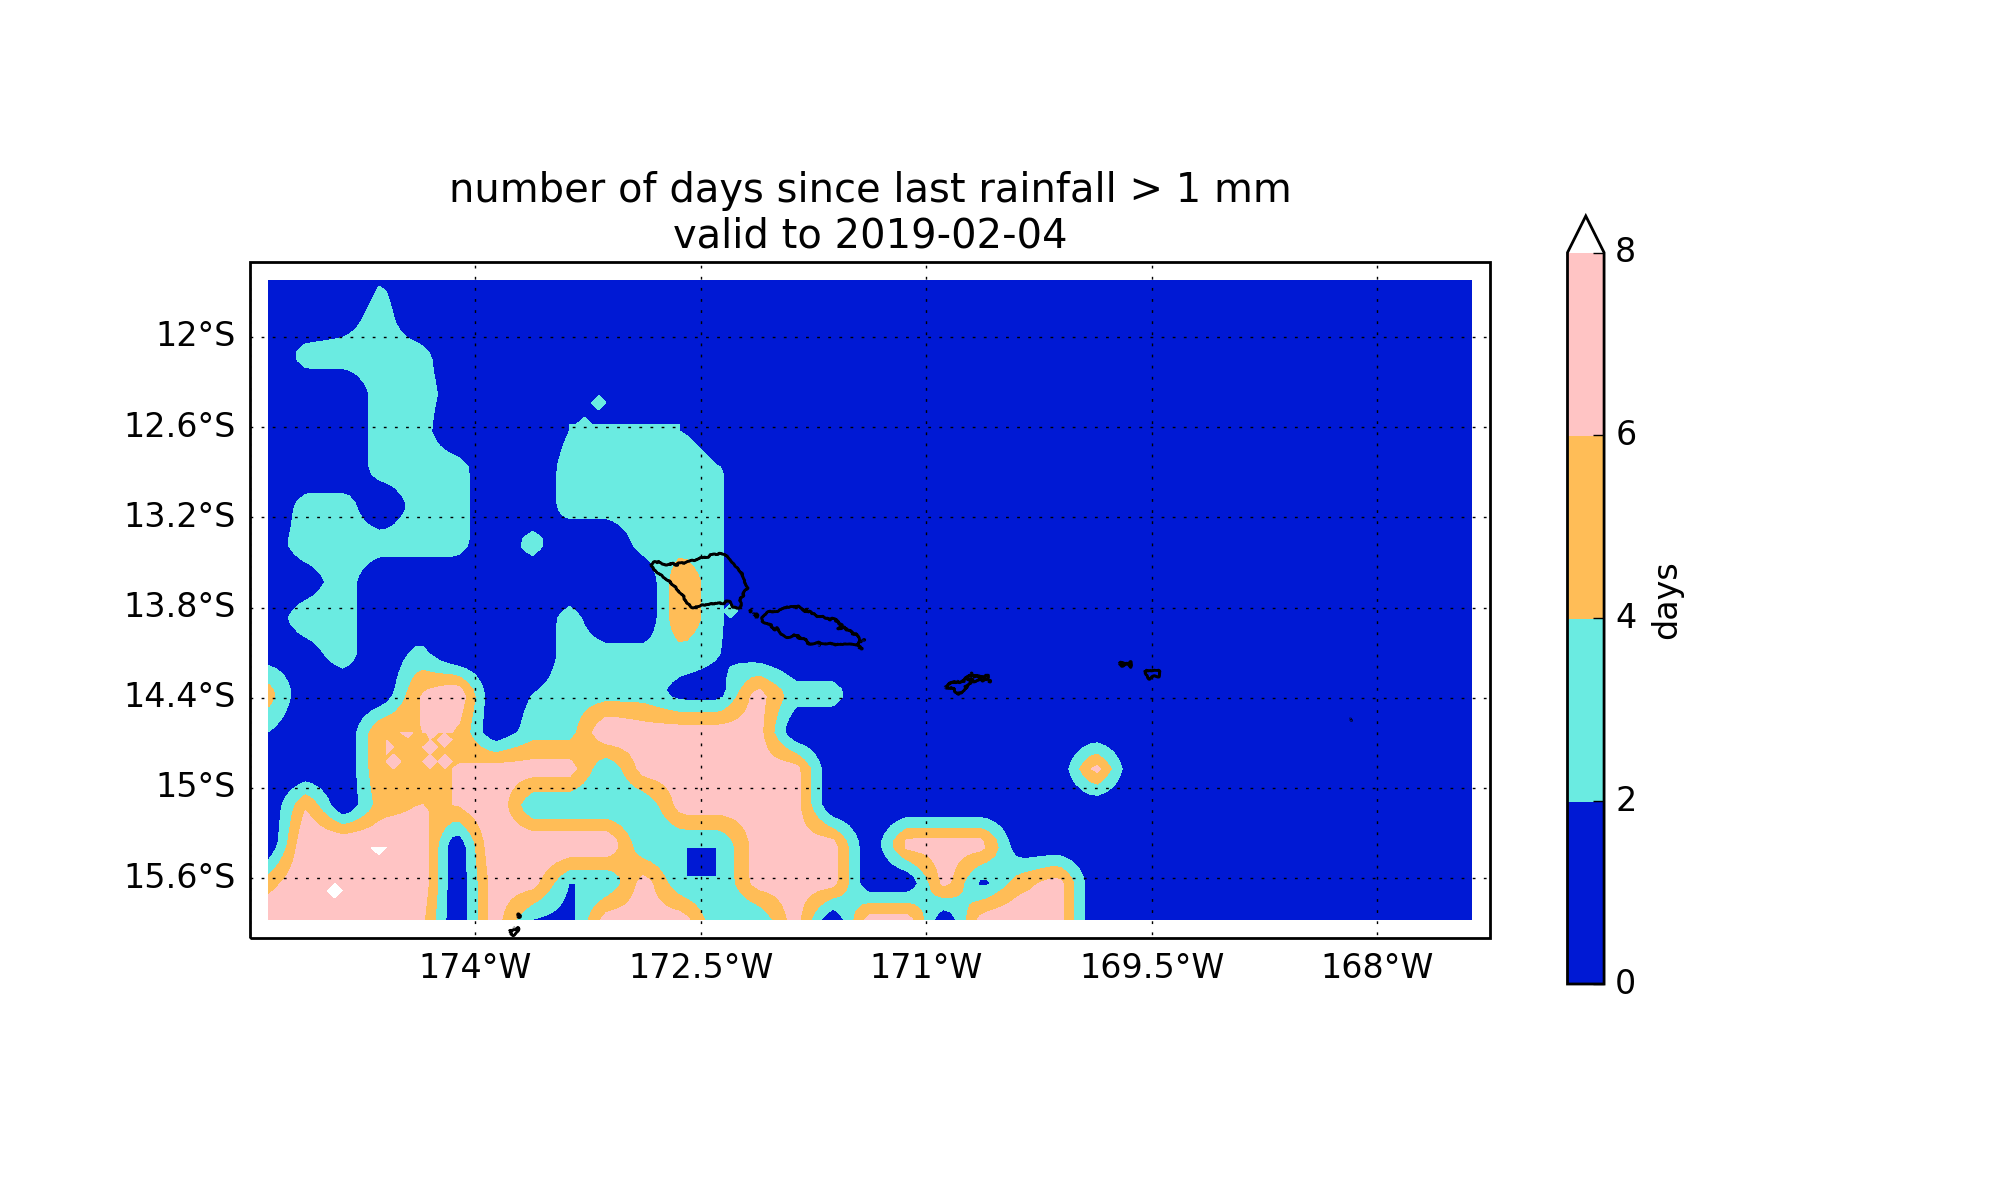 number of days since last rainfall > 1 mm
valid to 2019-02-04
12°S
12.6°S
13.2°S
13.8°S
14.4°S
15°S
15.6°S
174°W 172.5°W 171°W 169.5°W 168°W
8
6
4
2
0
days